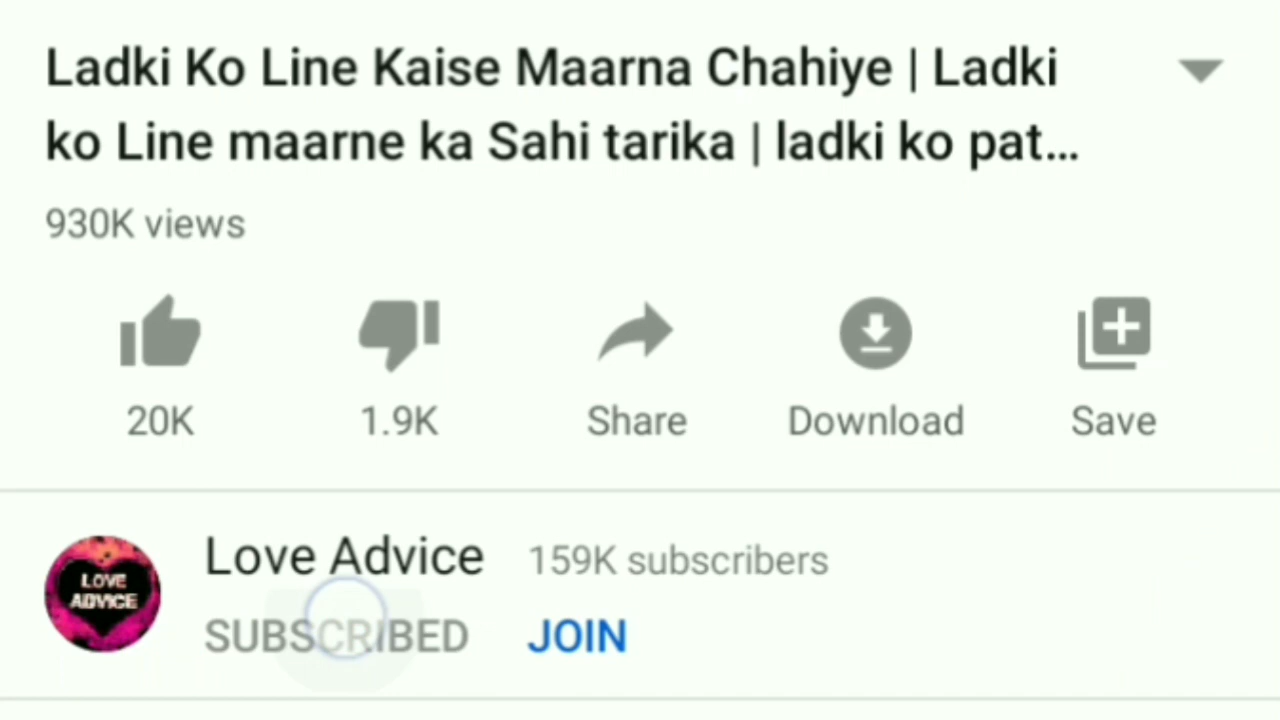 Ladki Ko Line Kaise Maarna Chahiye | Ladki
ko Line maarne ka Sahi tarika | ladki ko pat...
930K views
20K
1.9K
Share
Download
Save
LOVE
ADVICE
Love Advice 159K subscribers
SUBSCRIBED JOIN